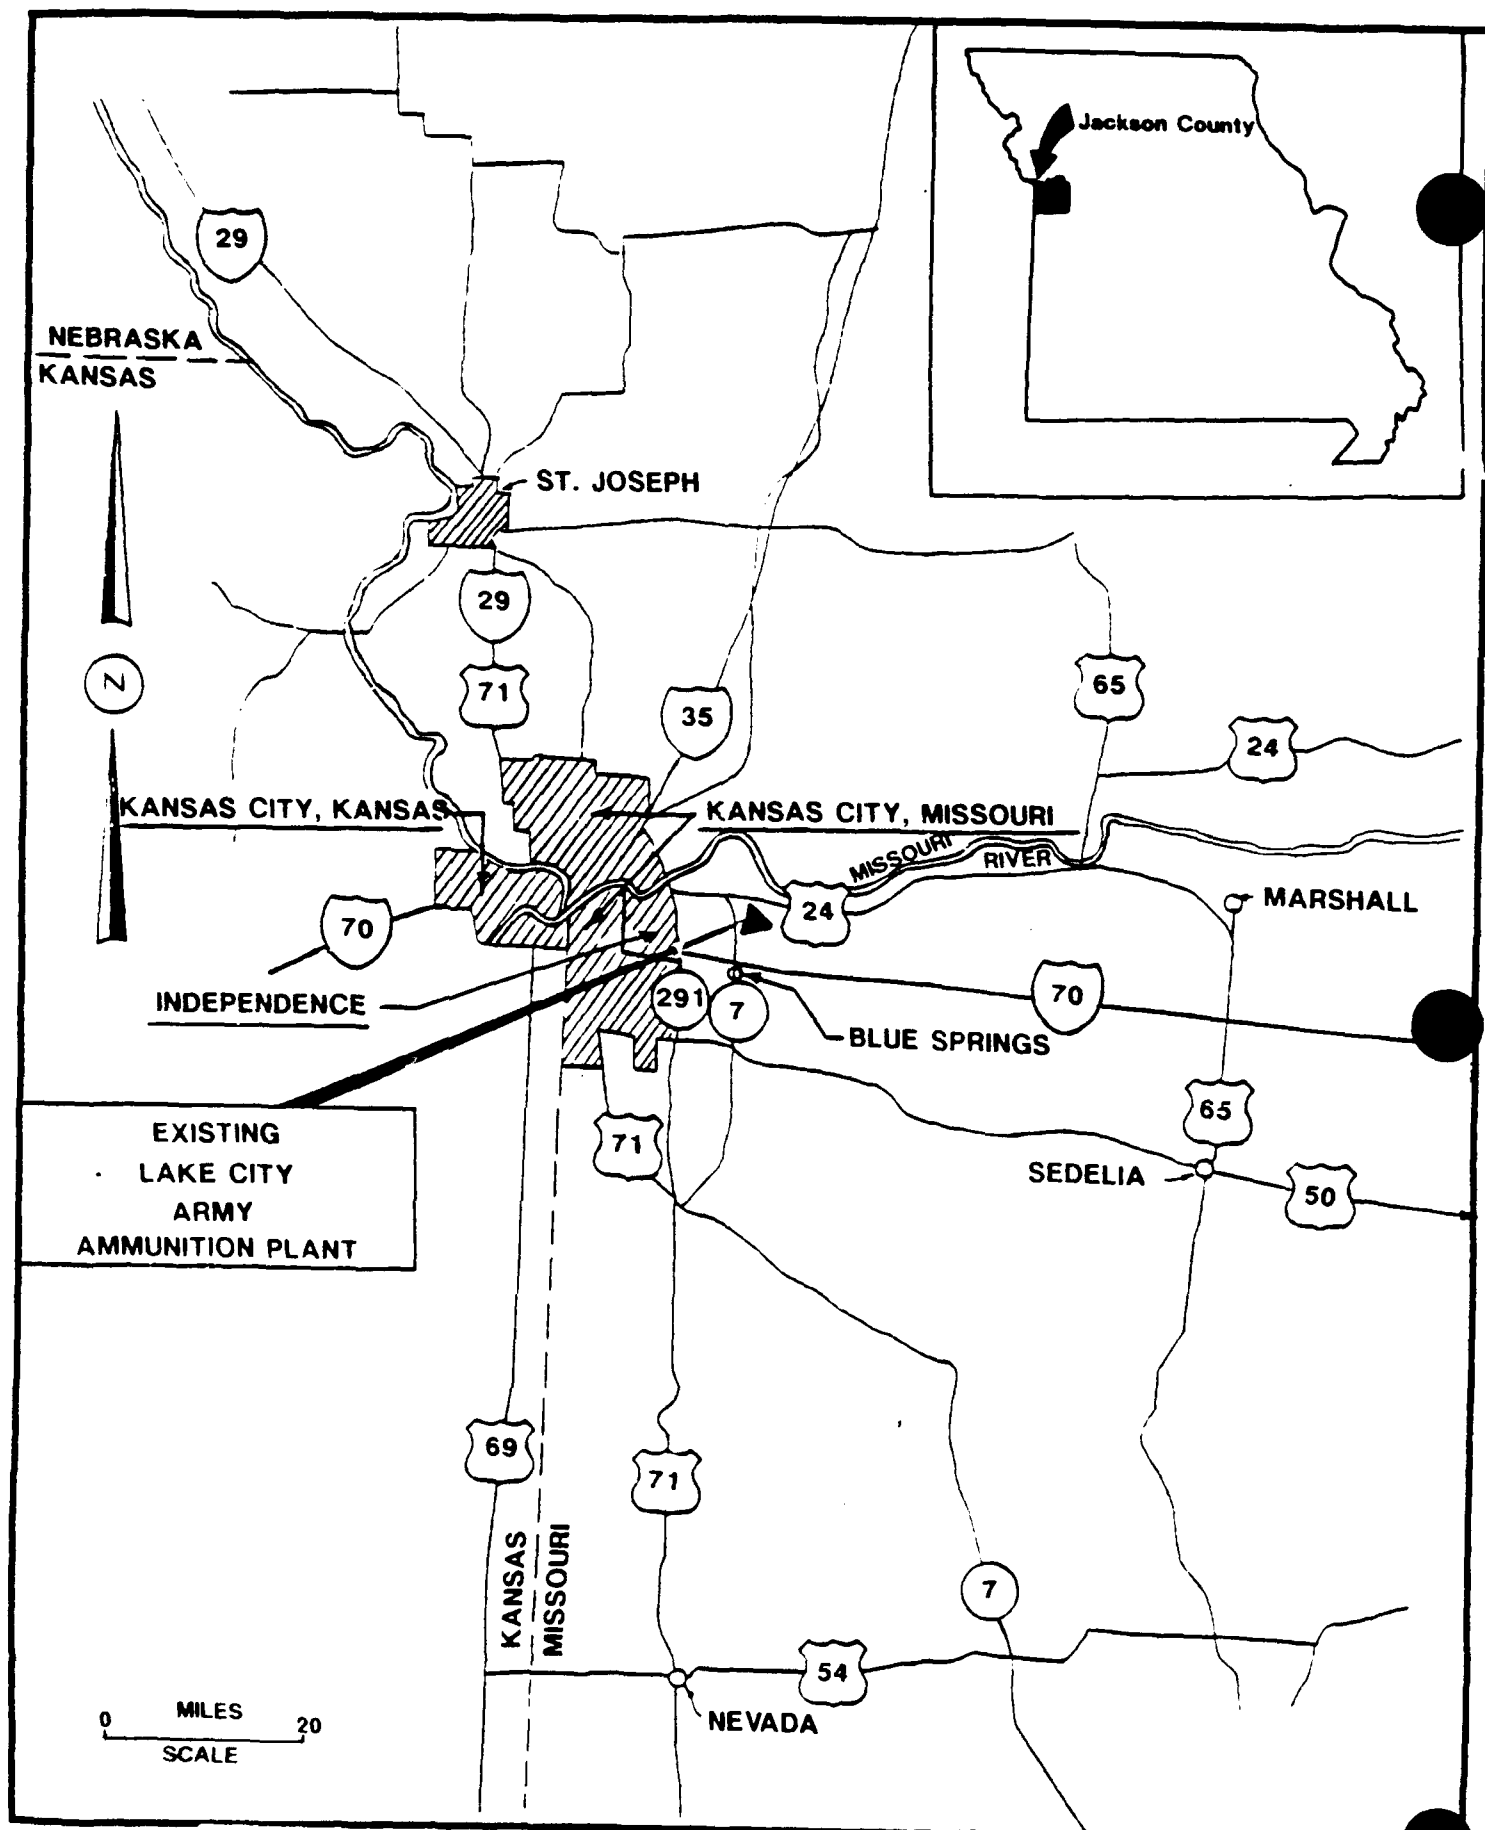 Jackson County
29
NEBRASKA
KANSAS
ST. JOSEPH
29
71
35
65
24
Z
KANSAS CITY, KANSAS
KANSAS CITY, MISSOURI
MISSOURI
RIVER
24
MARSHALL
70
INDEPENDENCE
291
7
70
BLUE SPRINGS
EXISTING
LAKE CITY
ARMY
AMMUNITION PLANT
71
65
SEDELIA
50
69
71
KANSAS
MISSOURI
7
54
NEVADA
MILES
0 20
SCALE